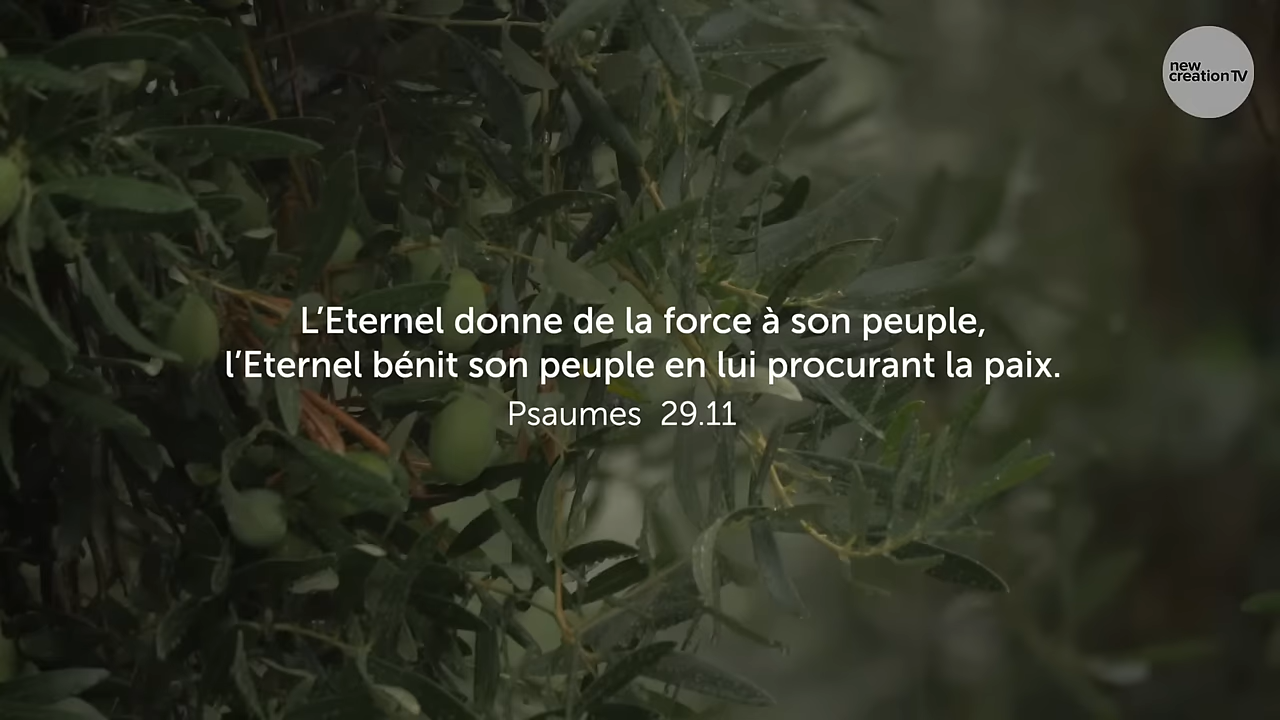 new
creation TV
L’Eternel donne de la force à son peuple,
l’Eternel bénit son peuple en lui procurant la paix.
Psaumes 29.11